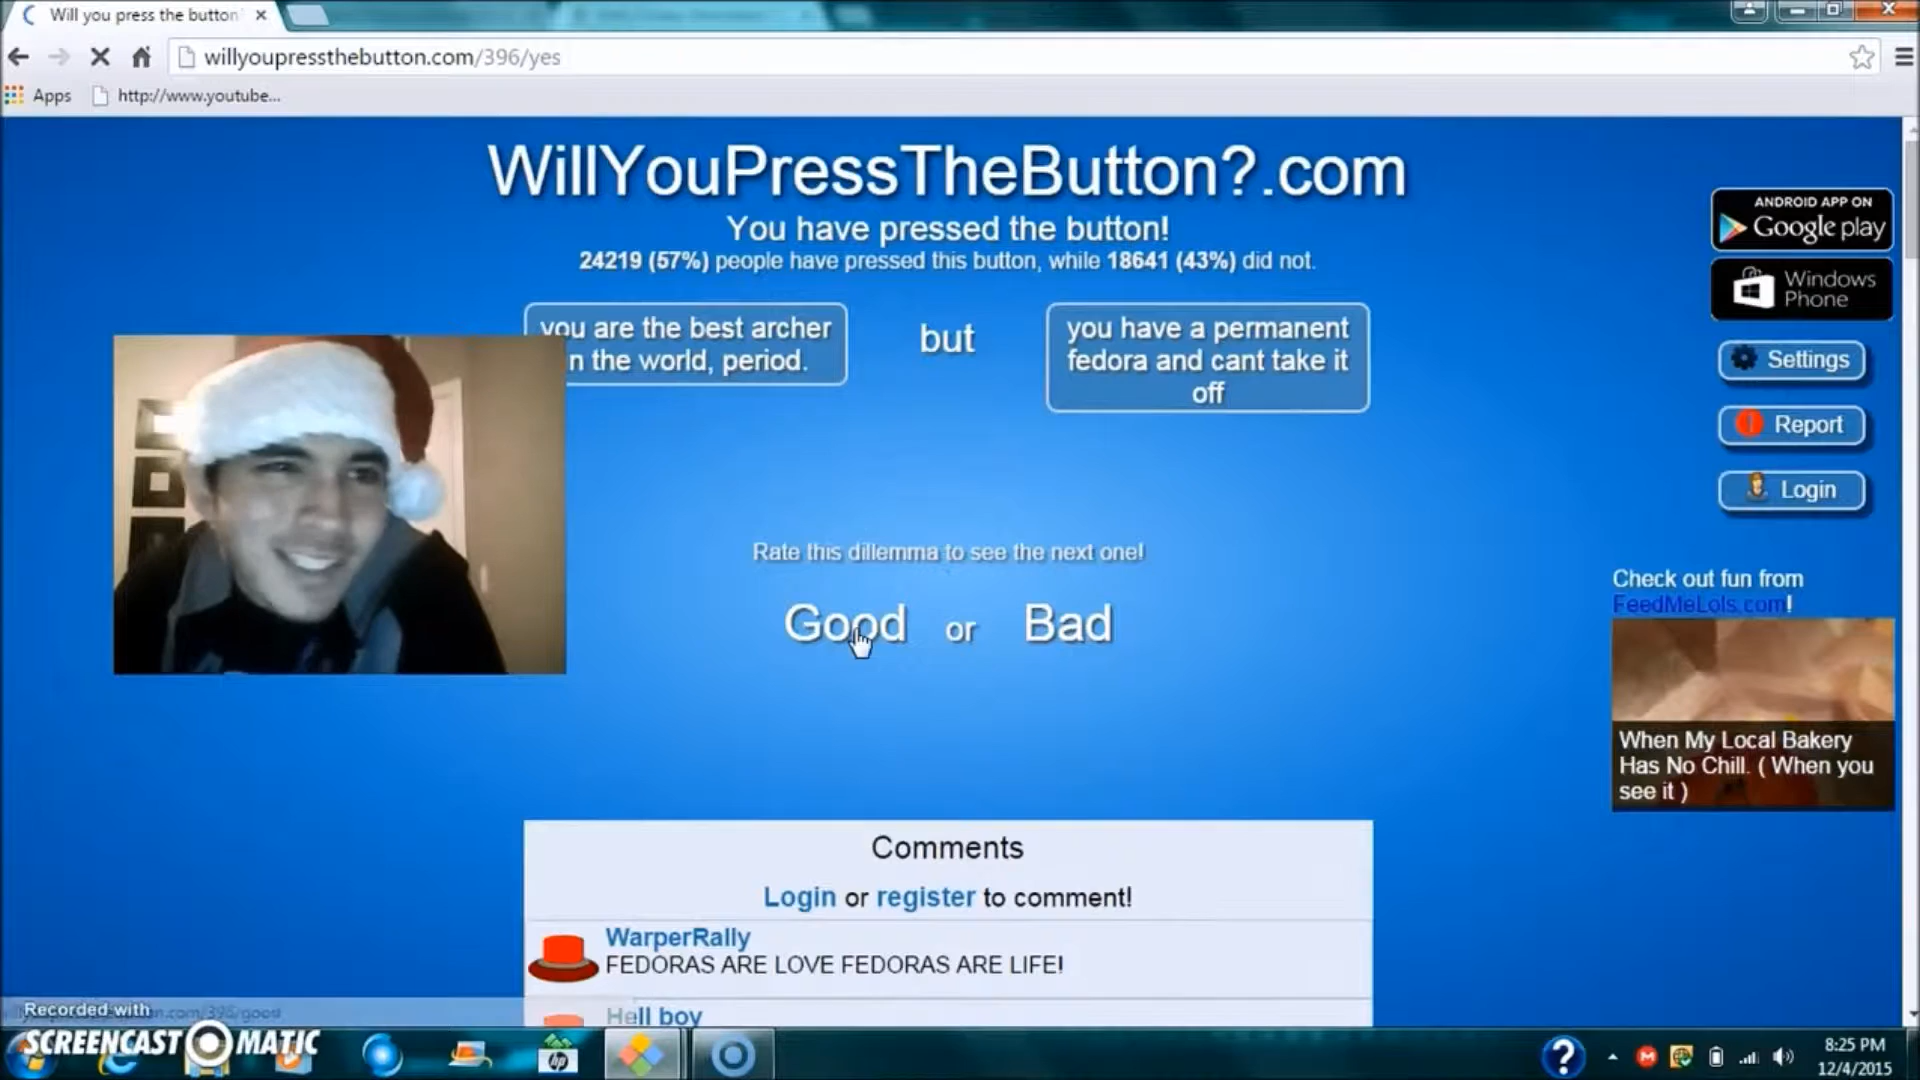 Will you press the button
willyoupressthebutton.com/396/yes
Apps
http://www.youtube...
WillYouPressTheButton?.com
You have pressed the button!
24219 (57%) people have pressed this button, while 18641 (43%) did not.
you are the best archer
n the world, period.
but
you have a permanent
fedora and cant take it
off
ANDROID APP ON
Google play
Windows
Phone
Settings
Report
Login
Rate this dillemma to see the next one!
Good or Bad
Check out fun from
FeedMeLols.com!
When My Local Bakery
Has No Chill. ( When you
see it )
Comments
Login or register to comment!
WarperRally
FEDORAS ARE LOVE FEDORAS ARE LIFE!
Hell boy
Recorded with
SCREENCAST MATIC
hp
8:25 PM
12/4/2015